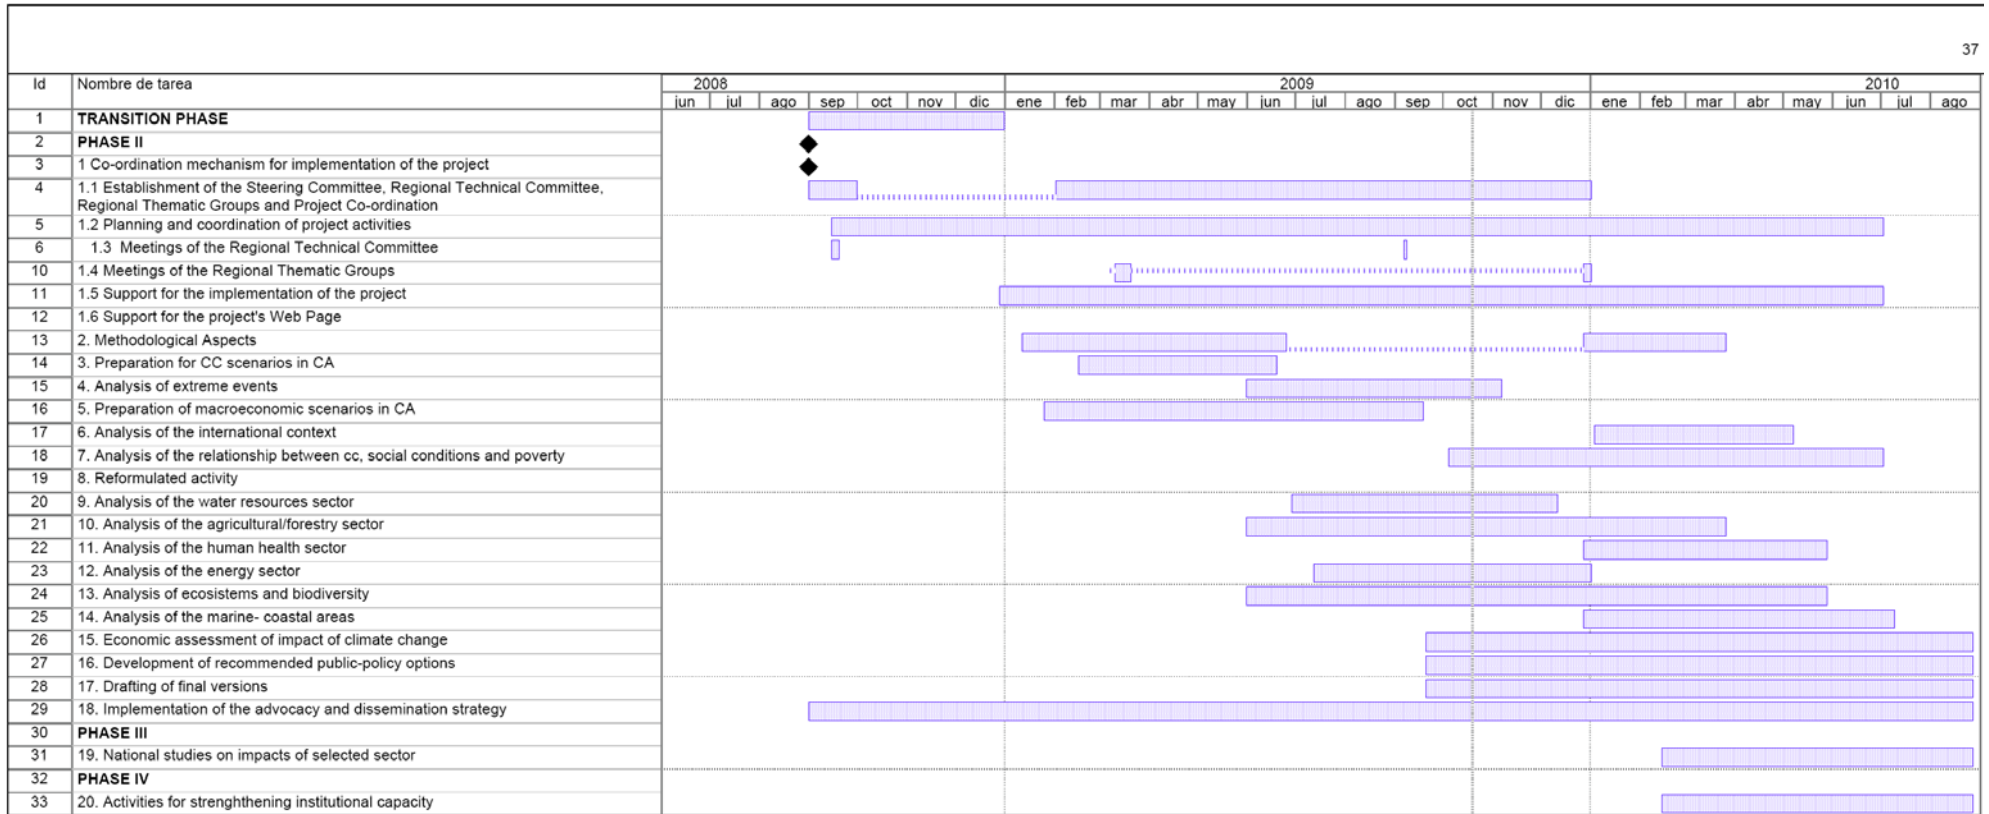 37
Id Nombre de tarea 2008 2009 2010
jun jul ago sep oct nov dic ene feb mar abr may jun jul ago sep oct nov dic ene feb mar abr may jun jul ago
1 TRANSITION PHASE
2 PHASE II
3 1 Co-ordination mechanism for implementation of the project
4 1.1 Establishment of the Steering Committee, Regional Technical Committee,
Regional Thematic Groups and Project Co-ordination
5 1.2 Planning and coordination of project activities
6 1.3 Meetings of the Regional Technical Committee
10 1.4 Meetings of the Regional Thematic Groups
11 1.5 Support for the implementation of the project
12 1.6 Support for the project's Web Page
13 2. Methodological Aspects
14 3. Preparation for CC scenarios in CA
15 4. Analysis of extreme events
16 5. Preparation of macroeconomic scenarios in CA
17 6. Analysis of the international context
18 7. Analysis of the relationship between cc, social conditions and poverty
19 8. Reformulated activity
20 9. Analysis of the water resources sector
21 10. Analysis of the agricultural/forestry sector
22 11. Analysis of the human health sector
23 12. Analysis of the energy sector
24 13. Analysis of ecosistems and biodiversity
25 14. Analysis of the marine- coastal areas
26 15. Economic assessment of impact of climate change
27 16. Development of recommended public-policy options
28 17. Drafting of final versions
29 18. Implementation of the advocacy and dissemination strategy
30 PHASE III
31 19. National studies on impacts of selected sector
32 PHASE IV
33 20. Activities for strenghthening institutional capacity